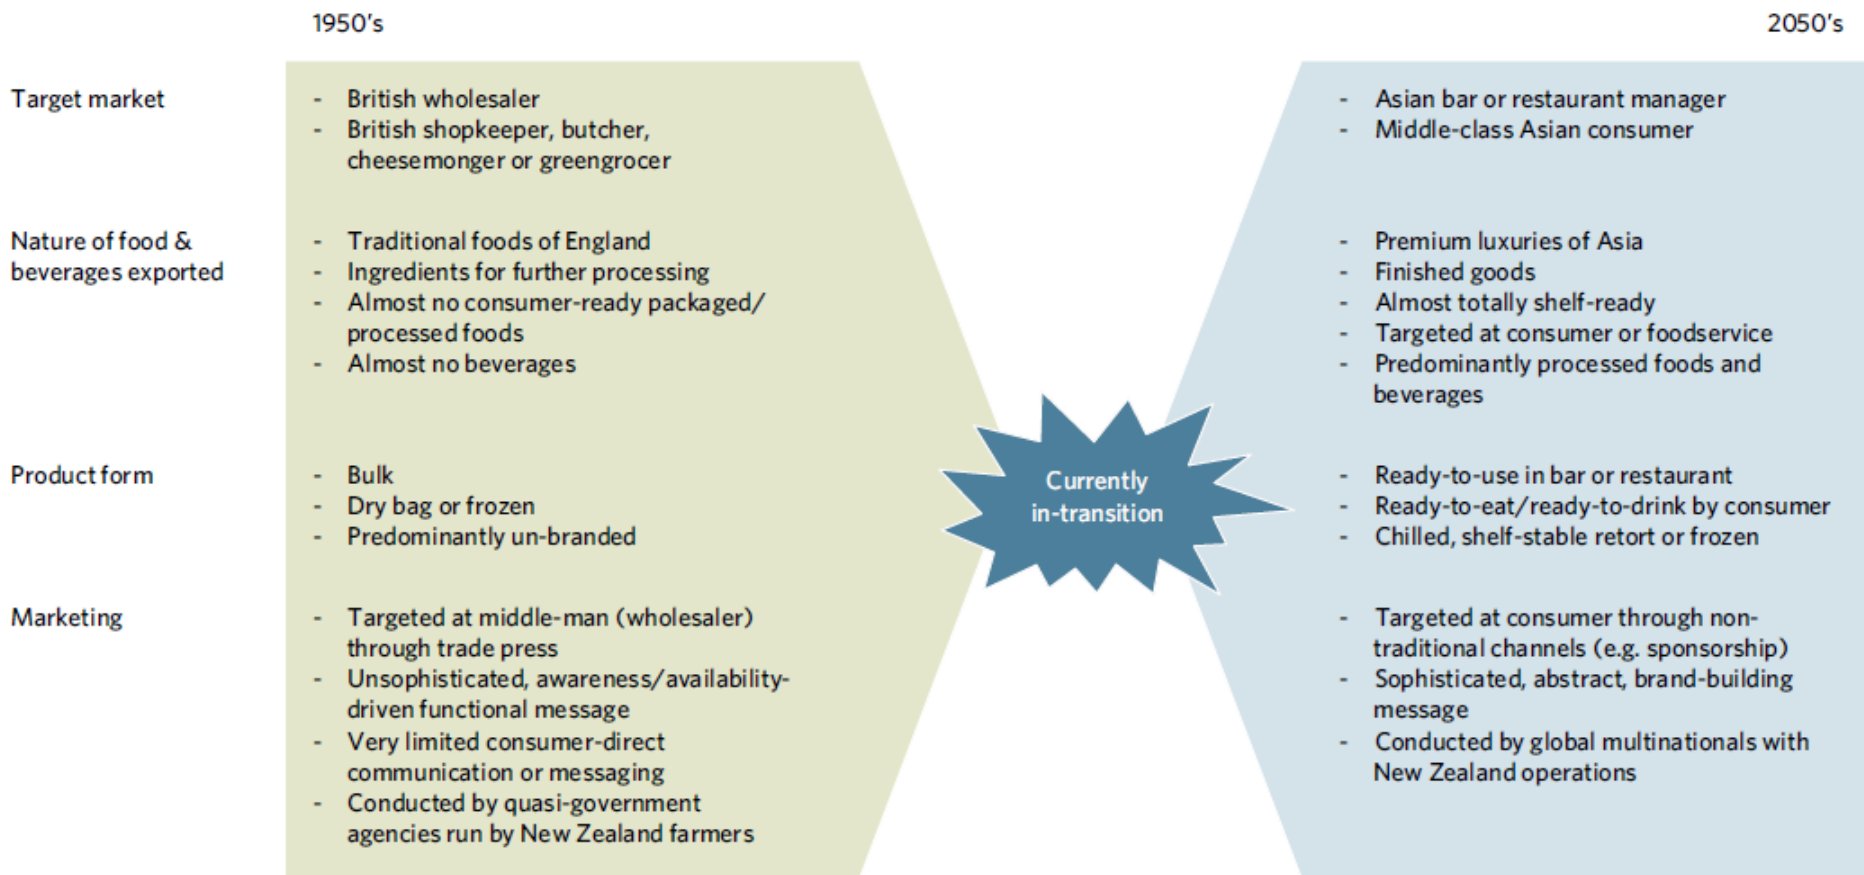 1950's
2050's
Target market
- British wholesaler
- British shopkeeper, butcher,
cheesemonger or greengrocer
- Asian bar or restaurant manager
- Middle-class Asian consumer
Nature of food &
beverages exported
- Traditional foods of England
- Ingredients for further processing
- Almost no consumer-ready packaged/
processed foods
- Almost no beverages
- Premium luxuries of Asia
- Finished goods
- Almost totally shelf-ready
- Targeted at consumer or foodservice
- Predominantly processed foods and
beverages
Currently
in-transition
Product form
- Bulk
- Dry bag or frozen
- Predominantly un-branded
- Ready-to-use in bar or restaurant
- Ready-to-eat/ready-to-drink by consumer
- Chilled, shelf-stable retort or frozen
Marketing
- Targeted at middle-man (wholesaler)
through trade press
- Unsophisticated, awareness/availability-
driven functional message
- Very limited consumer-direct
communication or messaging
- Conducted by quasi-government
agencies run by New Zealand farmers
- Targeted at consumer through non-
traditional channels (e.g. sponsorship)
- Sophisticated, abstract, brand-building
message
- Conducted by global multinationals with
New Zealand operations